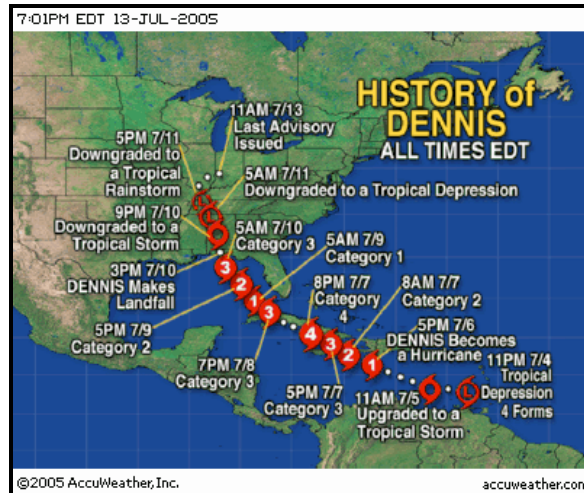 7:01PM EDT 13-JUL-2005
HISTORY of
DENNIS
ALL TIMES EDT
11AM 7/13
Last Advisory
Issued
5PM 7/11
Downgraded to
a Tropical
Rainstorm
5AM 7/11
Downgraded to a Tropical Depression
9PM 7/10
Downgraded to a
Tropical Storm
5AM 7/10
Category 3
5AM 7/9
Category 1
3PM 7/10
DENNIS Makes
Landfall
8PM 7/7
Category
4
8AM 7/7
Category 2
5PM 7/9
Category 2
5PM 7/6
DENNIS Becomes
a Hurricane
7PM 7/8
Category 3
5PM 7/7
Category 3
11AM 7/5
Upgraded to a
Tropical Storm
11PM 7/4
Tropical
Depression
4 Forms
L
L
3
2
1
3
4
3
2
1
L
©2005 AccuWeather, Inc.
accuweather.com